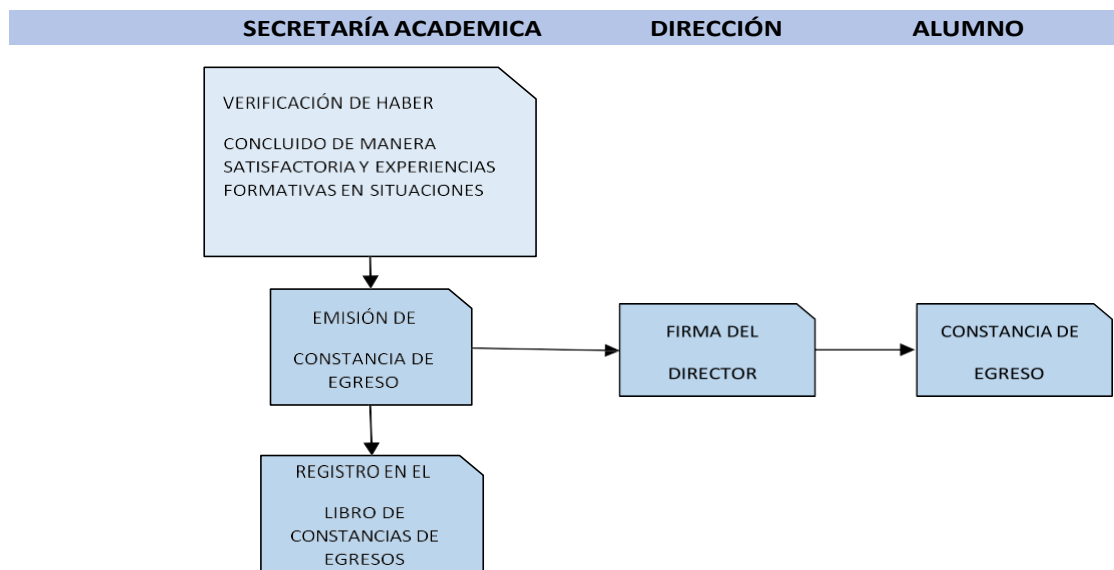 SECRETARÍA ACADEMICA DIRECCIÓN ALUMNO
VERIFICACIÓN DE HABER
CONCLUIDO DE MANERA
SATISFACTORIA Y EXPERIENCIAS
FORMATIVAS EN SITUACIONES
EMISIÓN DE
CONSTANCIA DE
EGRESO
FIRMA DEL
DIRECTOR
CONSTANCIA DE
EGRESO
REGISTRO EN EL
LIBRO DE
CONSTANCIAS DE
EGRESOS